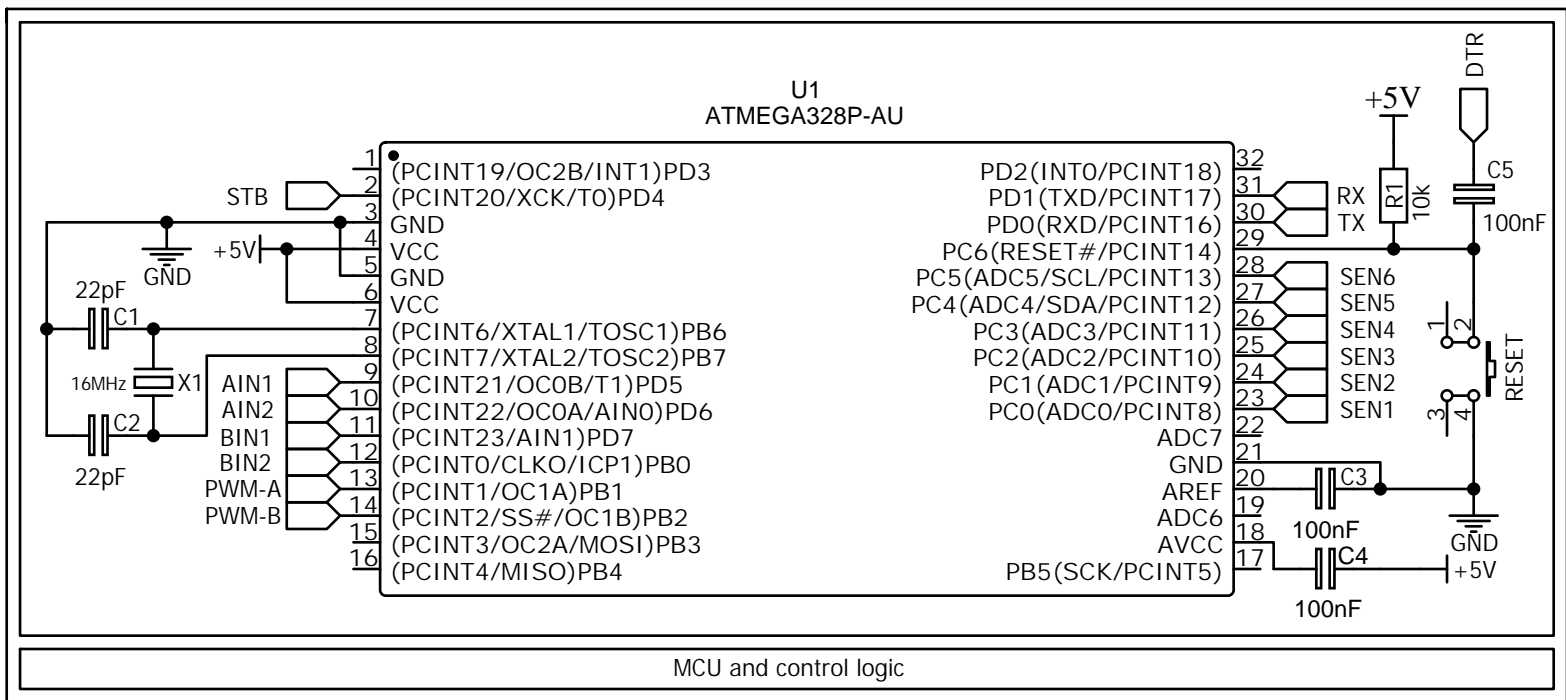 U1
ATMEGA328P-AU
1 (PCINT19/OC2B/INT1)PD3
STB 2 (PCINT20/XCK/T0)PD4
3 GND
GND
+5V 4 VCC
5 GND
6 VCC
22pF
C1
7 (PCINT6/XTAL1/TOSC1)PB6
8 (PCINT7/XTAL2/TOSC2)PB7
16MHz X1
C2
22pF
AIN1 9 (PCINT21/OC0B/T1)PD5
AIN2 10 (PCINT22/OC0A/AIN0)PD6
BIN1 11 (PCINT23/AIN1)PD7
BIN2 12 (PCINT0/CLKO/ICP1)PB0
PWM-A 13 (PCINT1/OC1A)PB1
PWM-B 14 (PCINT2/SS#/OC1B)PB2
15 (PCINT3/OC2A/MOSI)PB3
16 (PCINT4/MISO)PB4
PD2(INT0/PCINT18) 32
PD1(TXD/PCINT17) 31 RX
PD0(RXD/PCINT16) 30 TX
PC6(RESET#/PCINT14) 29
PC5(ADC5/SCL/PCINT13) 28 SEN6
PC4(ADC4/SDA/PCINT12) 27 SEN5
PC3(ADC3/PCINT11) 26 SEN4
PC2(ADC2/PCINT10) 25 SEN3
PC1(ADC1/PCINT9) 24 SEN2
PC0(ADC0/PCINT8) 23 SEN1
ADC7 22
GND 21
AREF 20
ADC6 19
AVCC 18
PB5(SCK/PCINT5) 17
DTR
+5V
R1
10k
C5
100nF
1 2
RESET
3 4
C3
100nF
GND
C4
100nF
+5V
MCU and control logic